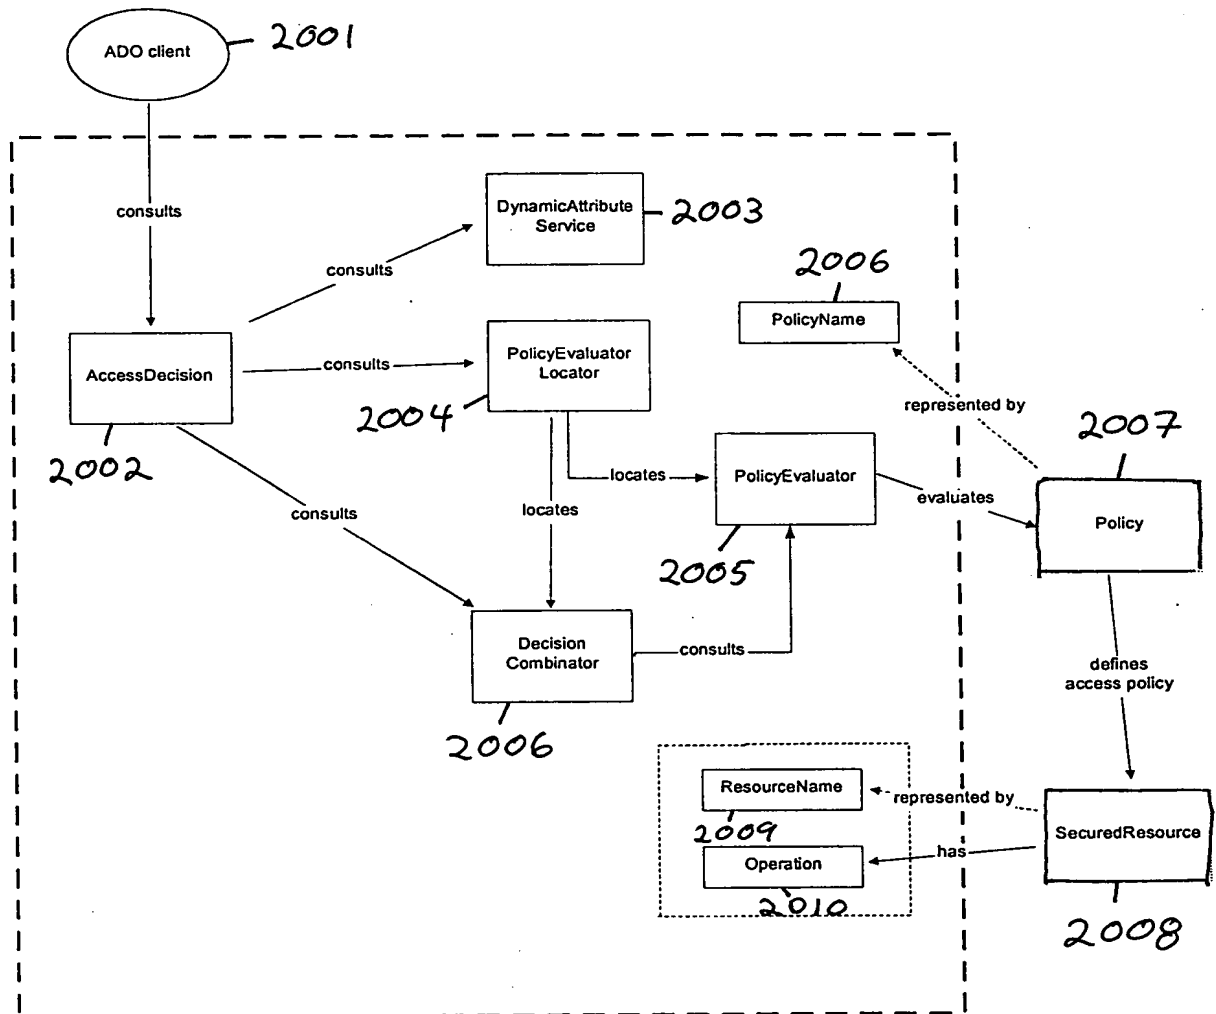 ADO client
2001
consults
DynamicAttribute
Service
2003
consults
2006
PolicyName
AccessDecision
consults
PolicyEvaluator
Locator
2004
2002
represented by
2007
locates
PolicyEvaluator
evaluates
Policy
consults
locates
2005
Decision
Combinator
consults
2006
defines
access policy
ResourceName
represented by
2009
SecuredResource
Operation
has
2010
2008